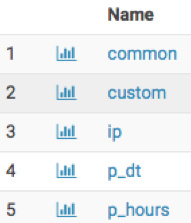 Name
1 common
2 custom
3 ip
4 p_dt
5 p_hours